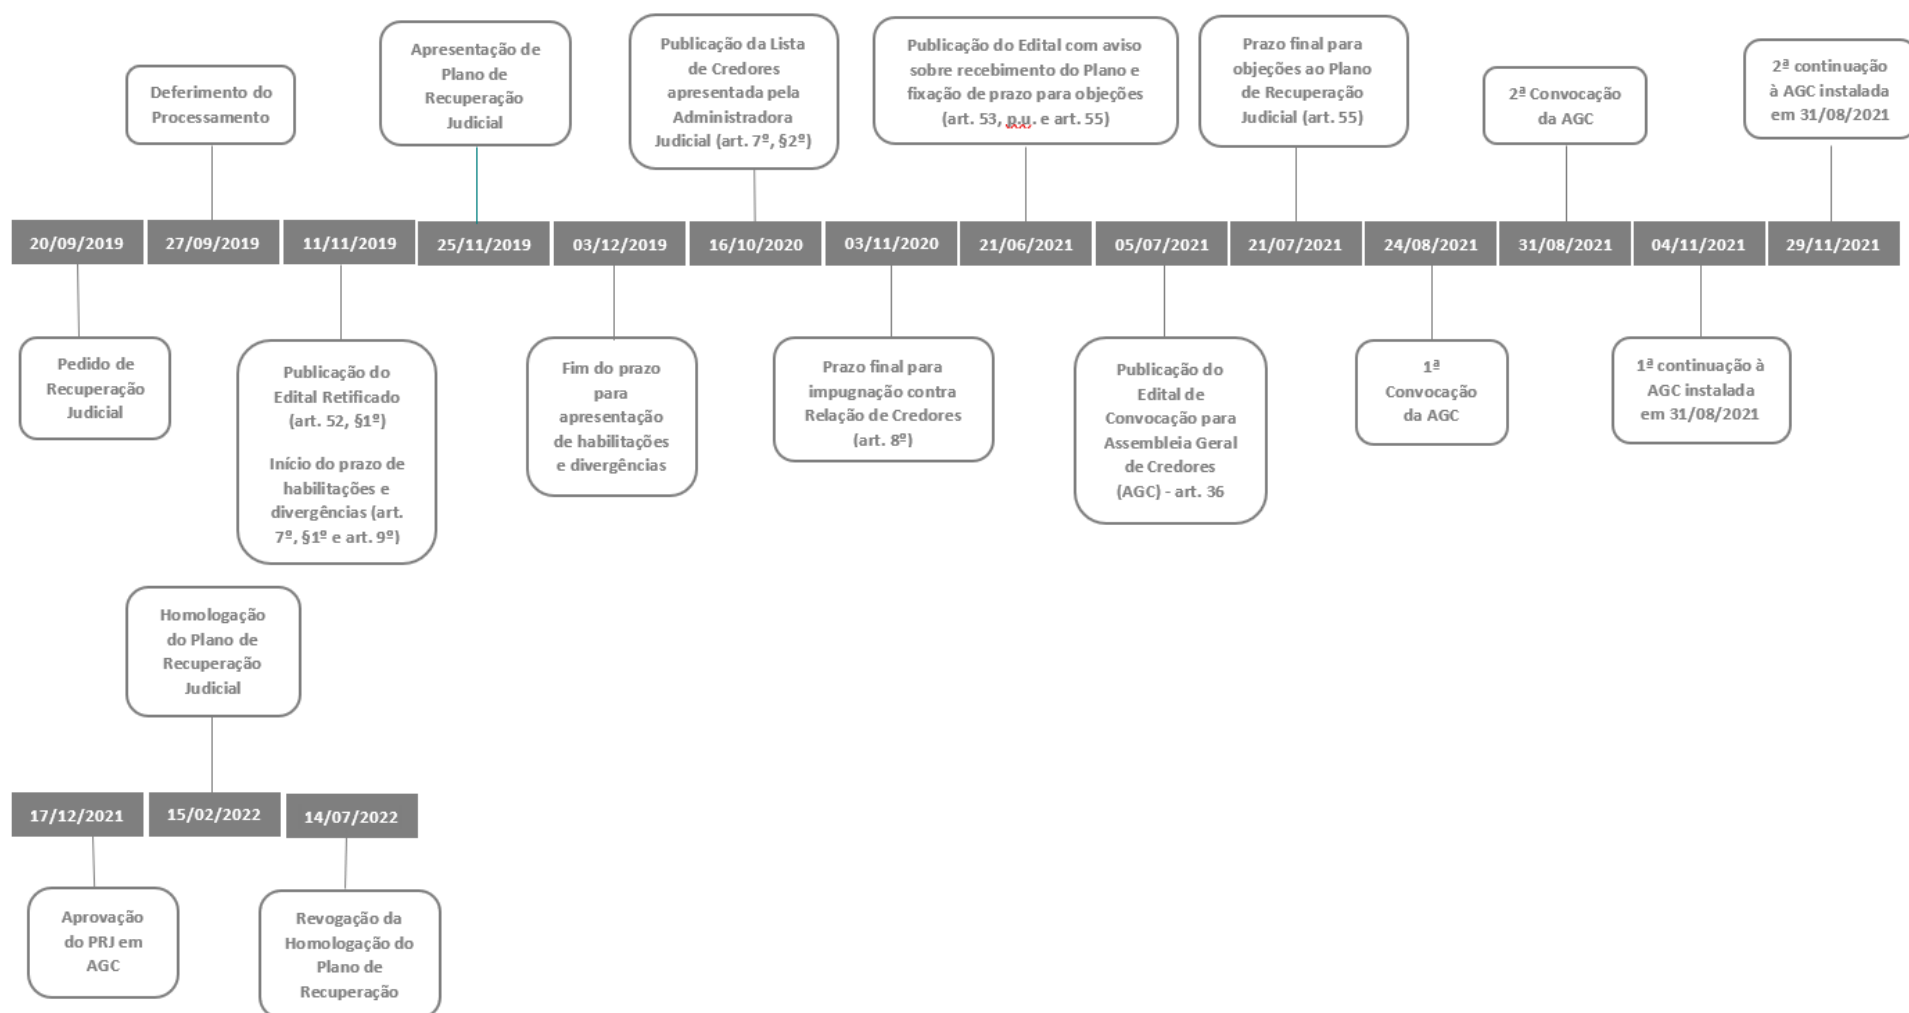 Deferimento do
Processamento
Apresentação de
Plano de
Recuperação
Judicial
Publicação da Lista
de Credores
apresentada pela
Administradora
Judicial (art. 7º, §2º)
Publicação do Edital com aviso
sobre recebimento do Plano e
fixação de prazo para objeções
(art. 53, p.u. e art. 55)
Prazo final para
objeções ao Plano
de Recuperação
Judicial (art. 55)
2ª Convocação
da AGC
2ª continuação
à AGC instalada
em 31/08/2021
20/09/2019
27/09/2019
11/11/2019
25/11/2019
03/12/2019
16/10/2020
03/11/2020
21/06/2021
05/07/2021
21/07/2021
24/08/2021
31/08/2021
04/11/2021
29/11/2021
Pedido de
Recuperação
Judicial
Publicação do
Edital Retificado
(art. 52, §1º)
Início do prazo de
habilitações e
divergências (art.
7º, §1º e art. 9º)
Fim do prazo
para
apresentação
de habilitações
e divergências
Prazo final para
impugnação contra
Relação de Credores
(art. 8º)
Publicação do
Edital de
Convocação para
Assembleia Geral
de Credores
(AGC) - art. 36
1ª
Convocação
da AGC
1ª continuação à
AGC instalada
em 31/08/2021
Homologação
do Plano de
Recuperação
Judicial
17/12/2021
15/02/2022
14/07/2022
Aprovação
do PRJ em
AGC
Revogação da
Homologação do
Plano de
Recuperação